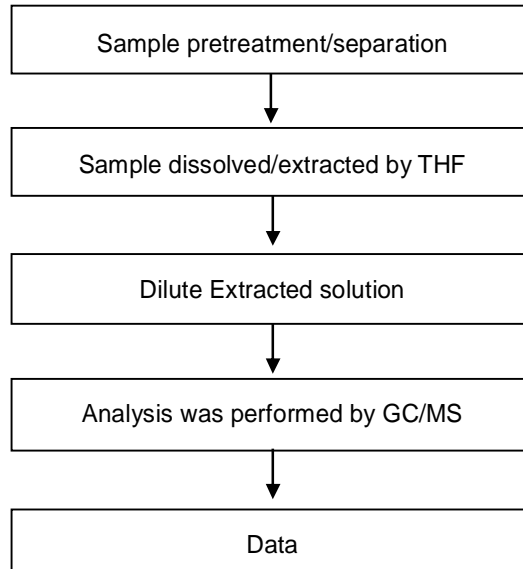 Sample pretreatment/separation
Sample dissolved/extracted by THF
Dilute Extracted solution
Analysis was performed by GC/MS
Data